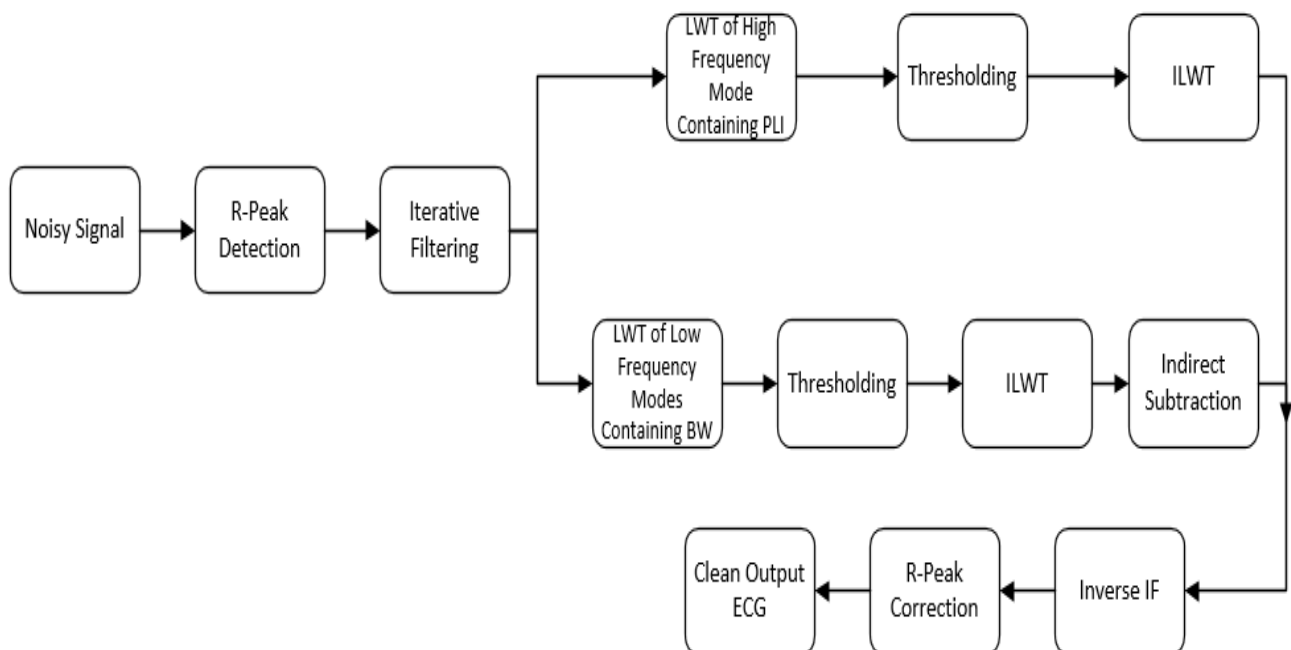 LWT of High
Frequency
Mode
Containing PLI
Thresholding
ILWT
Noisy Signal
R-Peak
Detection
Iterative
Filtering
LWT of Low
Frequency
Modes
Containing BW
Thresholding
ILWT
Indirect
Subtraction
Clean Output
ECG
R-Peak
Correction
Inverse IF